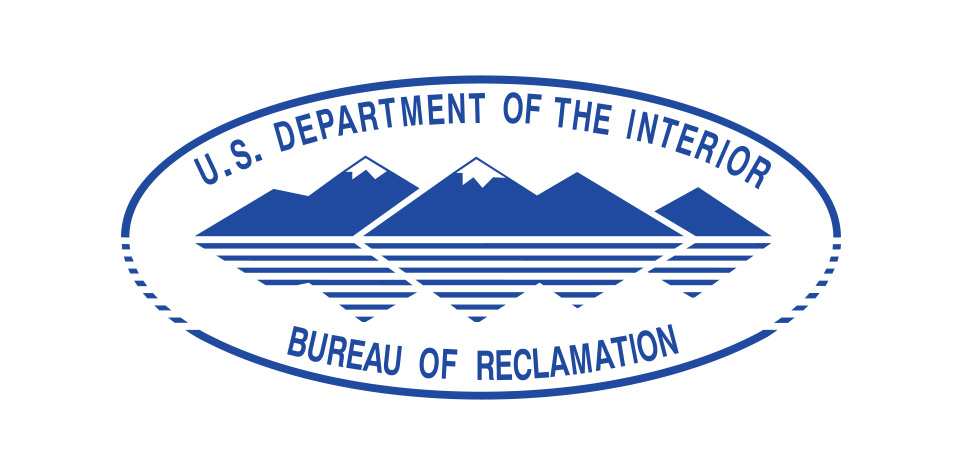 U.S. DEPARTMENT OF THE INTERIOR
BUREAU OF RECLAMATION